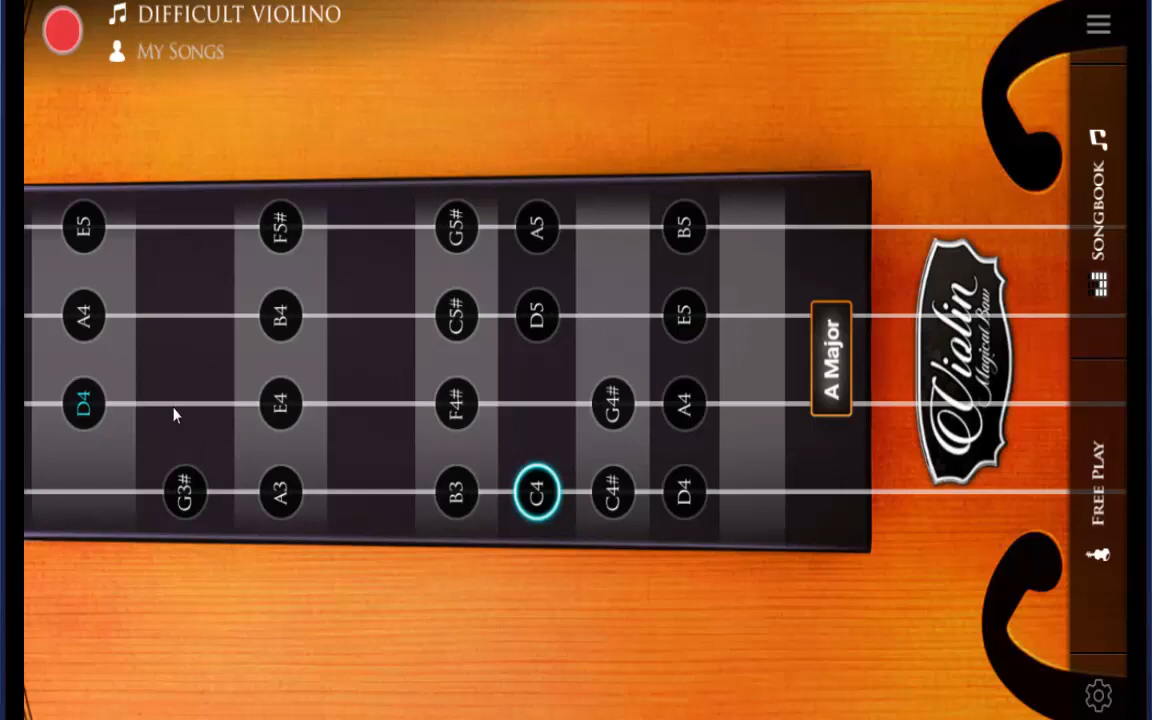 DIFFICULT VIOLINO
MY SONGS
E5
F5#
G5#
A5
B5
A4
B4
C5#
D5
E5
D4
E4
F4#
G4#
A4
G3#
A3
B3
C4
C4#
D4
A Major
Violin
Magical Bow
SONGBOOK
FREE PLAY